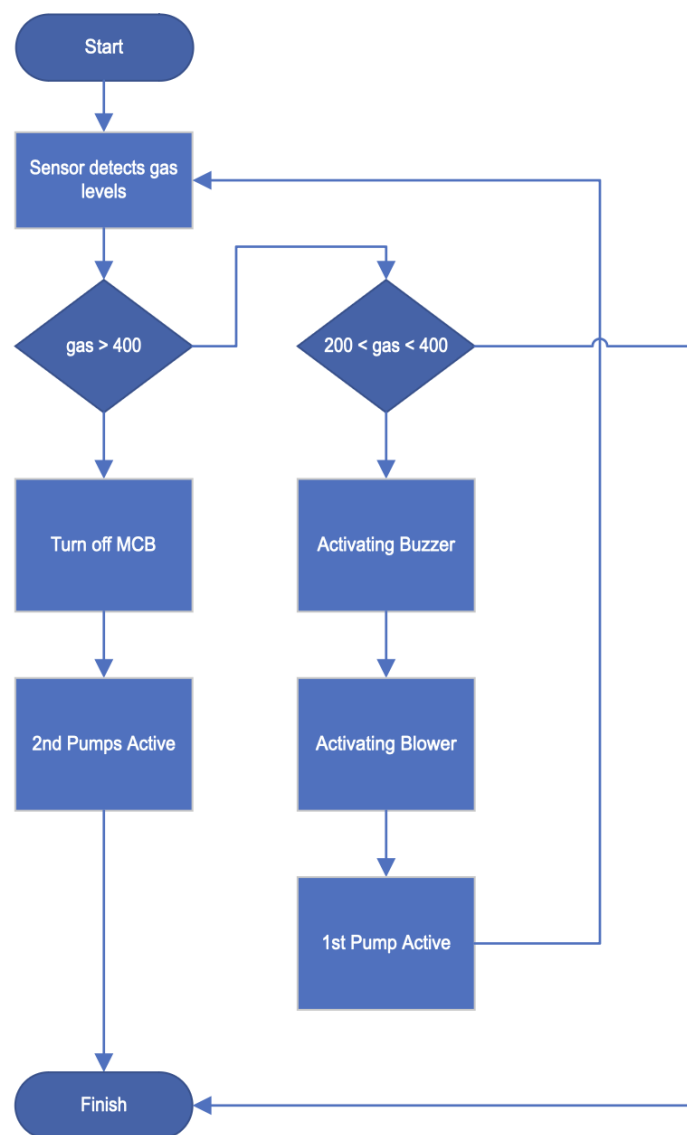 Start
Sensor detects gas
levels
gas > 400
200 < gas < 400
Turn off MCB
Activating Buzzer
2nd Pumps Active
Activating Blower
1st Pump Active
Finish